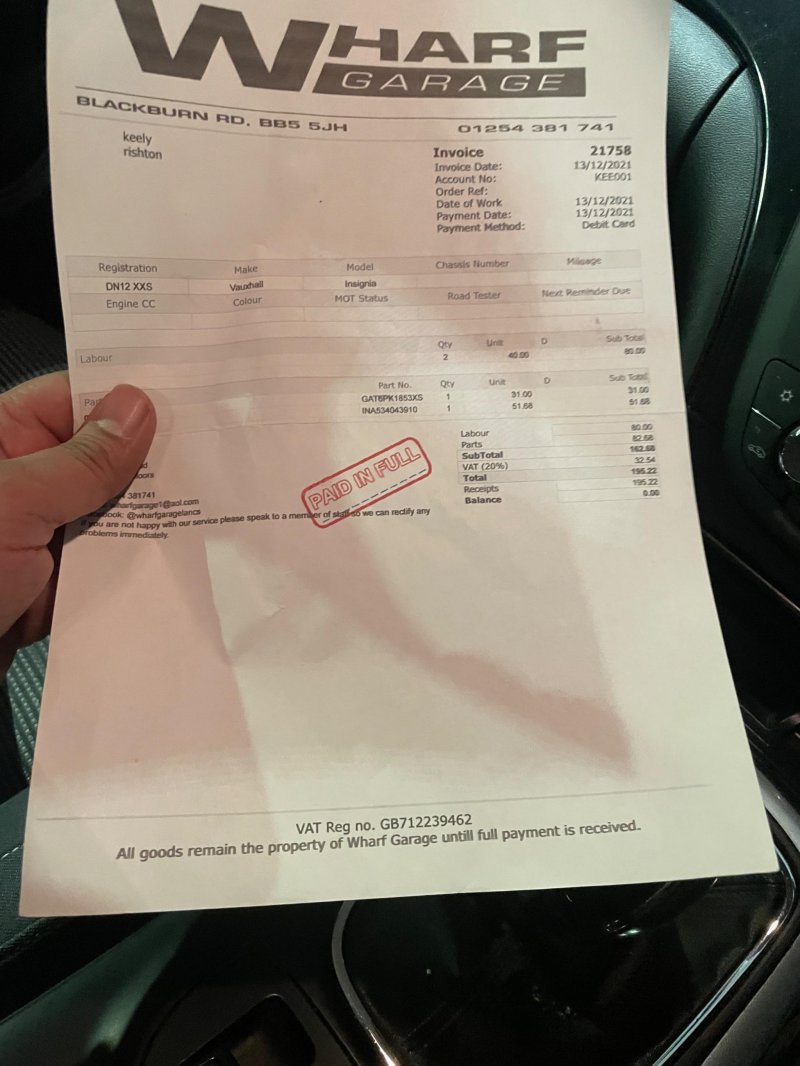 WHARF
GARAGE
BLACKBURN RD. BB5 5JH 01254 381 741
keely
rishton
Invoice 21758
Invoice Date: 13/12/2021
Account No: KEE001
Order Ref:
Date of Work 13/12/2021
Payment Date: 13/12/2021
Payment Method: Debit Card
Registration Make Model Chassis Number Mileage
DN12 XXS Vauxhall Insignia
Engine CC Colour MOT Status Road Tester Next Reminder Due
Qty Unit D Sub Total
Labour 2 40.00 80.00
Part No. Qty Unit D Sub Total
GAT6PK1853XS 1 31.00 31.00
INA534043910 1 51.68 51.68
Labour 80.00
Parts 82.68
SubTotal 162.68
VAT (20%) 32.54
Total 195.22
Receipts 195.22
Balance 0.00
PAID IN FULL
381741
@wharfgaragelancs
If you are not happy with our service please speak to a member of staff so we can rectify any
problems immediately.
VAT Reg no. GB712239462
All goods remain the property of Wharf Garage untill full payment is received.